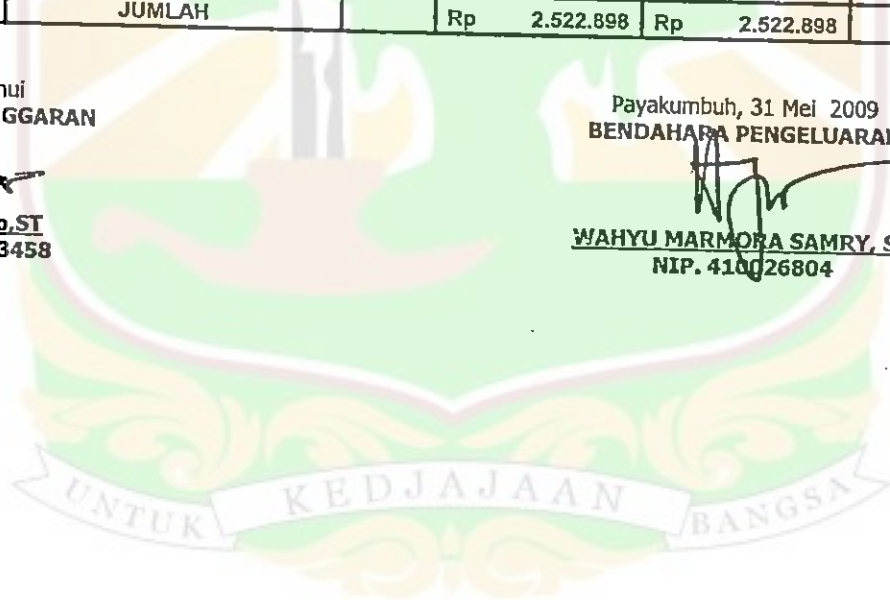 JUMLAH Rp 2.522.898 Rp 2.522.898
GGARAN
,ST
3458
Payakumbuh, 31 Mei 2009
BENDAHARA PENGELUARAN
WAHYU MARMORA SAMRY, S
NIP. 410026804
UNTUK KEDJAJAAN BANGSA